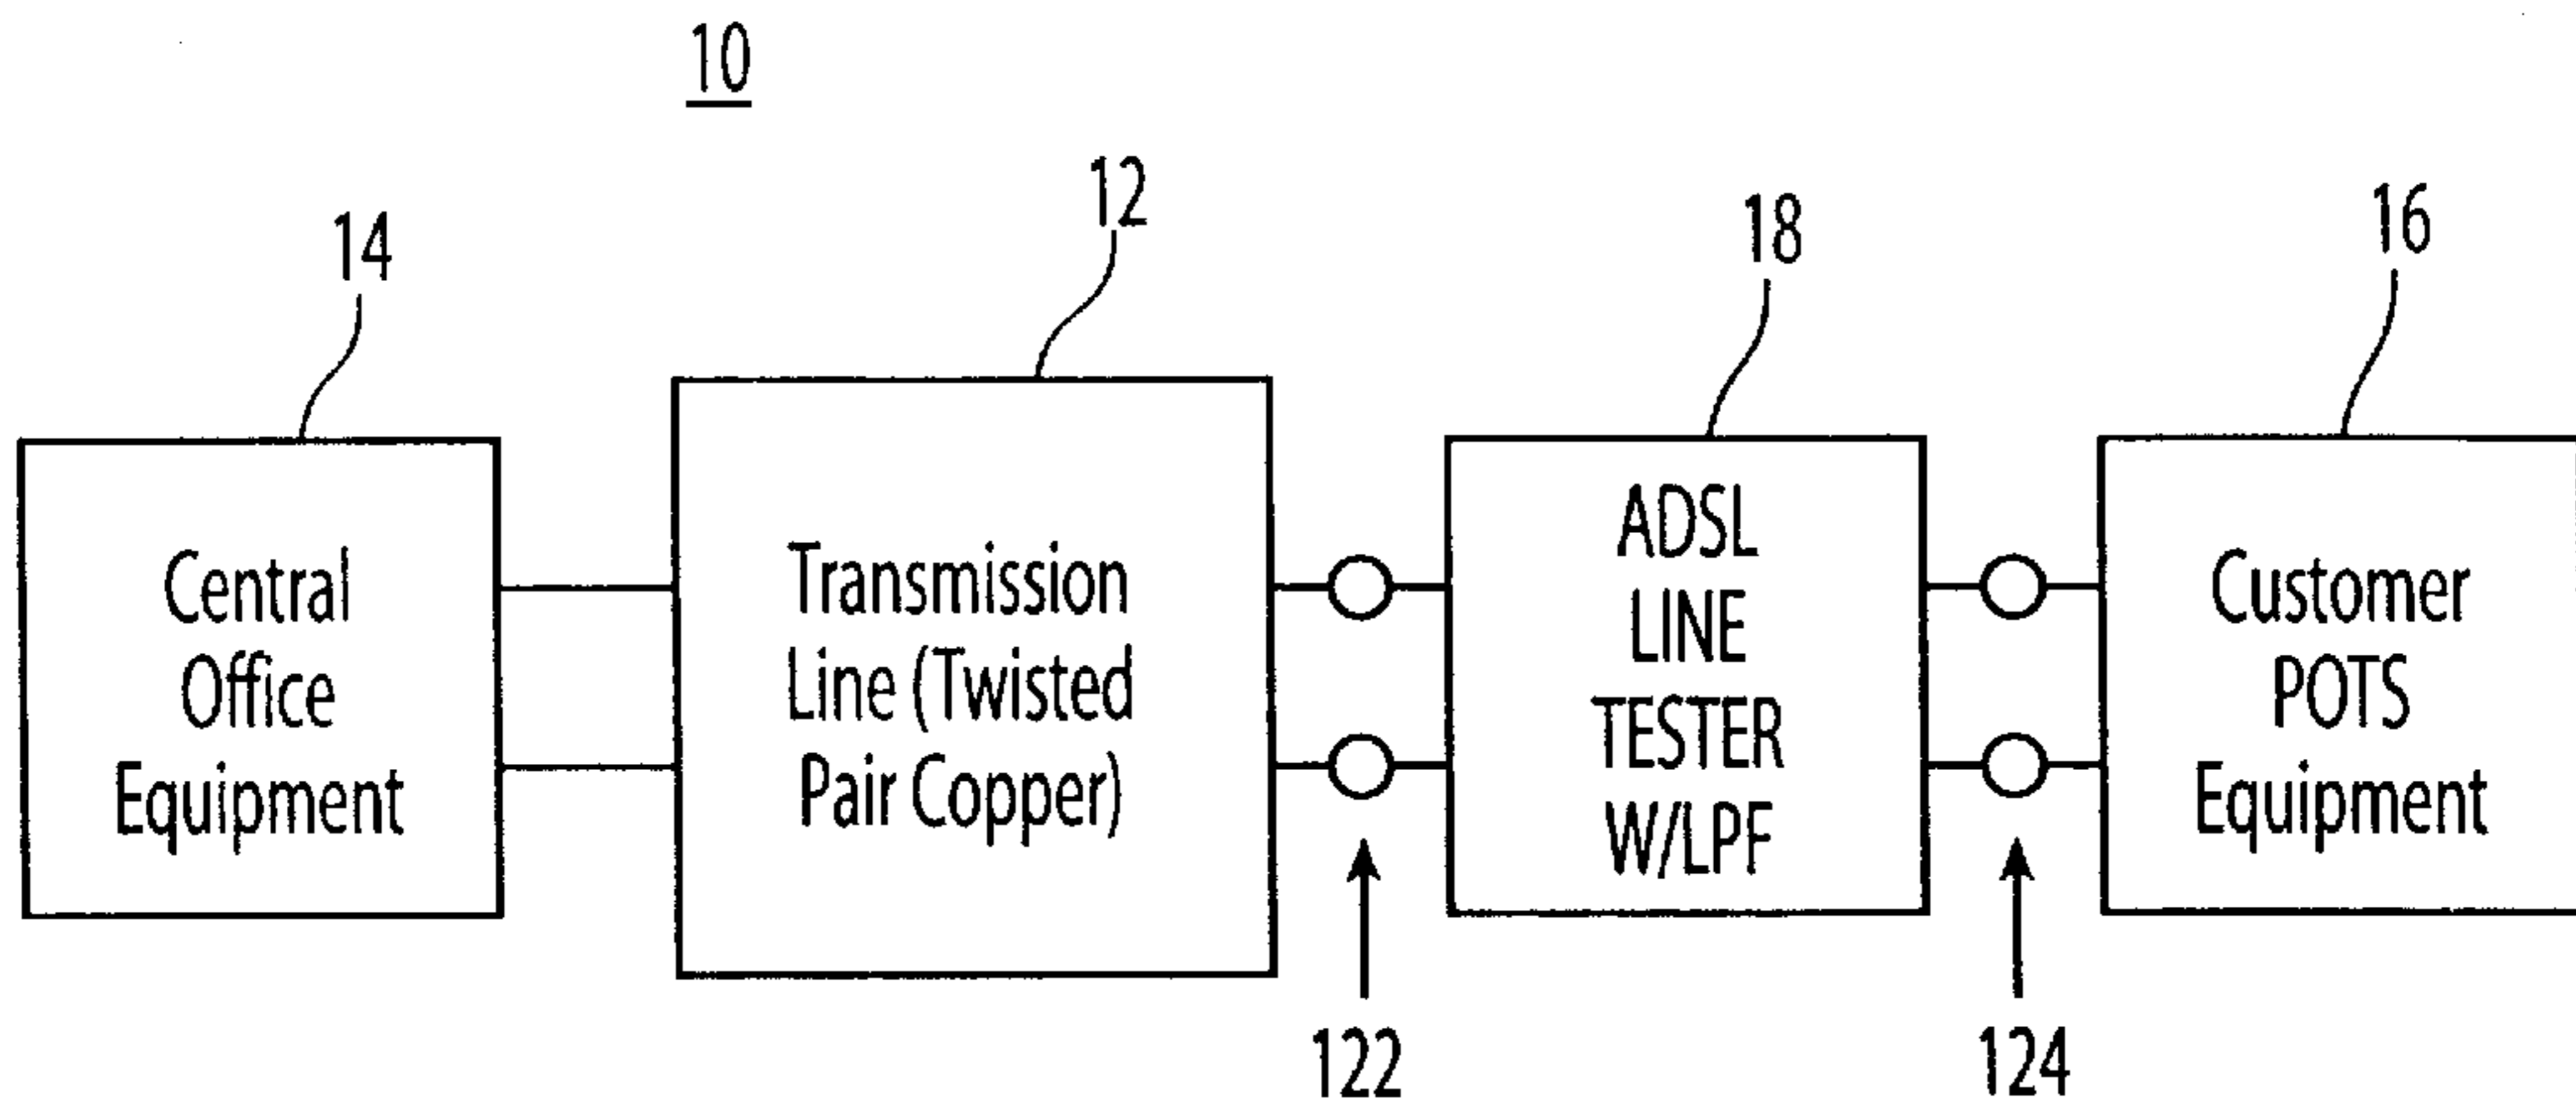 10
14
12
18
16
Central
Office
Equipment
Transmission
Line (Twisted
Pair Copper)
ADSL
LINE
TESTER
W/LPF
Customer
POTS
Equipment
122
124